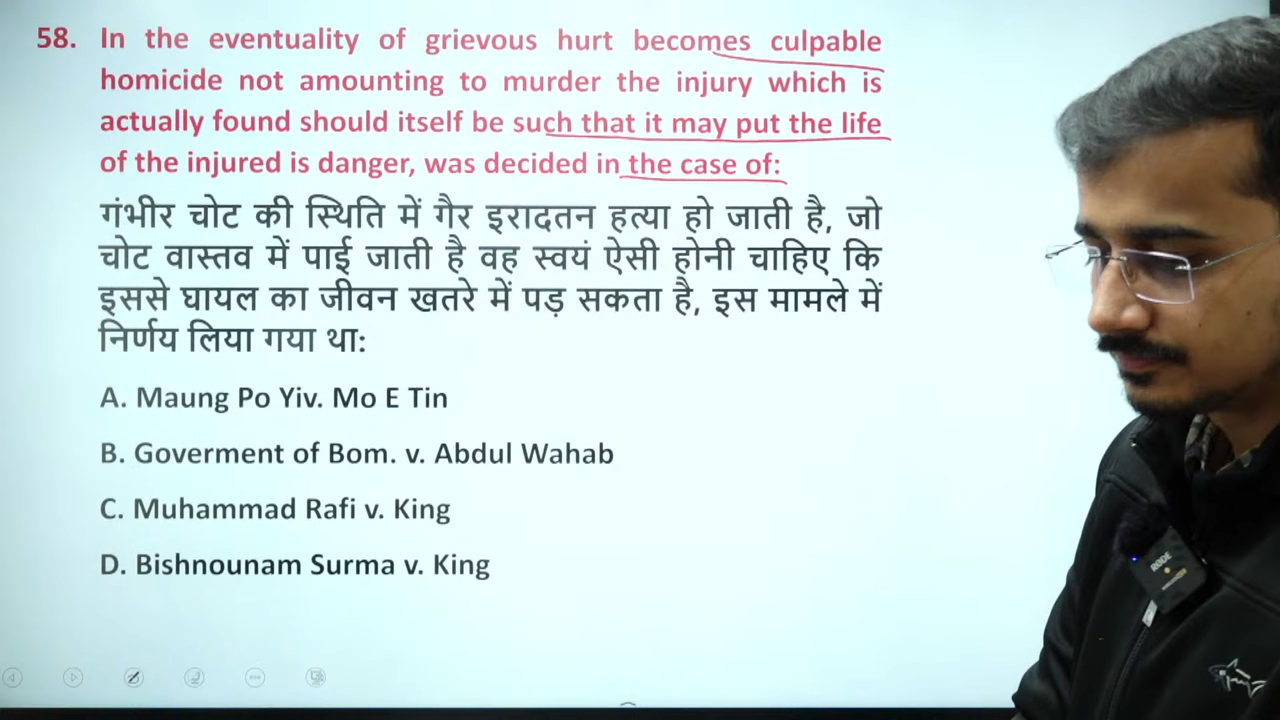 58. In the eventuality of grievous hurt becomes culpable
homicide not amounting to murder the injury which is
actually found should itself be such that it may put the life
of the injured is danger, was decided in the case of:
गंभीर चोट की स्थिति में गैर इरादतन हत्या हो जाती है, जो
चोट वास्तव में पाई जाती है वह स्वयं ऐसी होनी चाहिए कि
इससे घायल का जीवन खतरे में पड़ सकता है, इस मामले में
निर्णय लिया गया था:
A. Maung Po Yiv. Mo E Tin
B. Goverment of Bom. v. Abdul Wahab
C. Muhammad Rafi v. King
D. Bishnounam Surma v. King
RODE